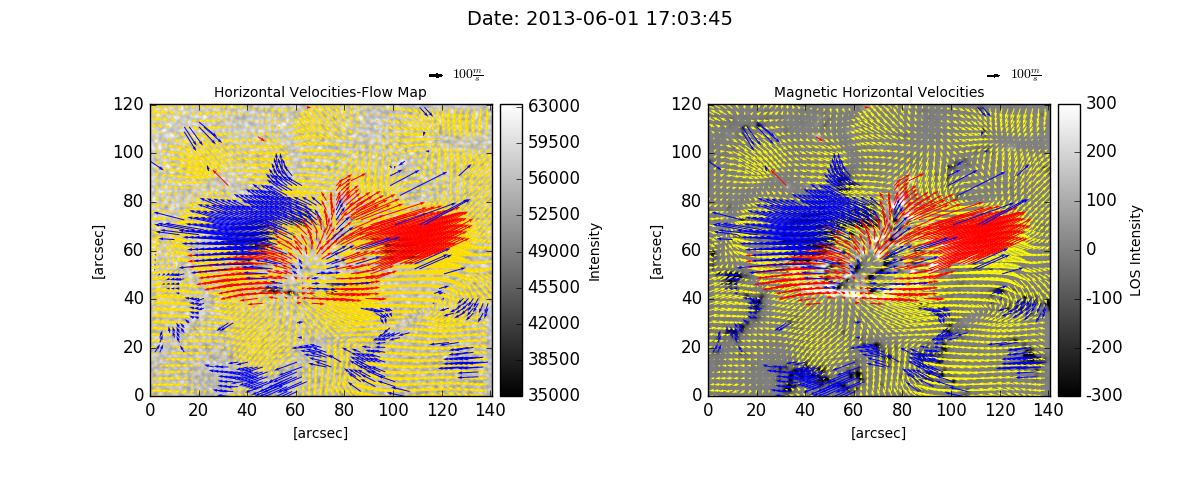 Date: 2013-06-01 17:03:45
100 m/s
Horizontal Velocities-Flow Map
120
100
80
60
40
20
0
[arcsec]
0 20 40 60 80 100 120 140
[arcsec]
63000
59500
56000
52500
49000
45500
42000
38500
35000
Intensity
100 m/s
Magnetic Horizontal Velocities
120
100
80
60
40
20
0
[arcsec]
0 20 40 60 80 100 120 140
[arcsec]
300
200
100
0
-100
-200
-300
LOS Intensity